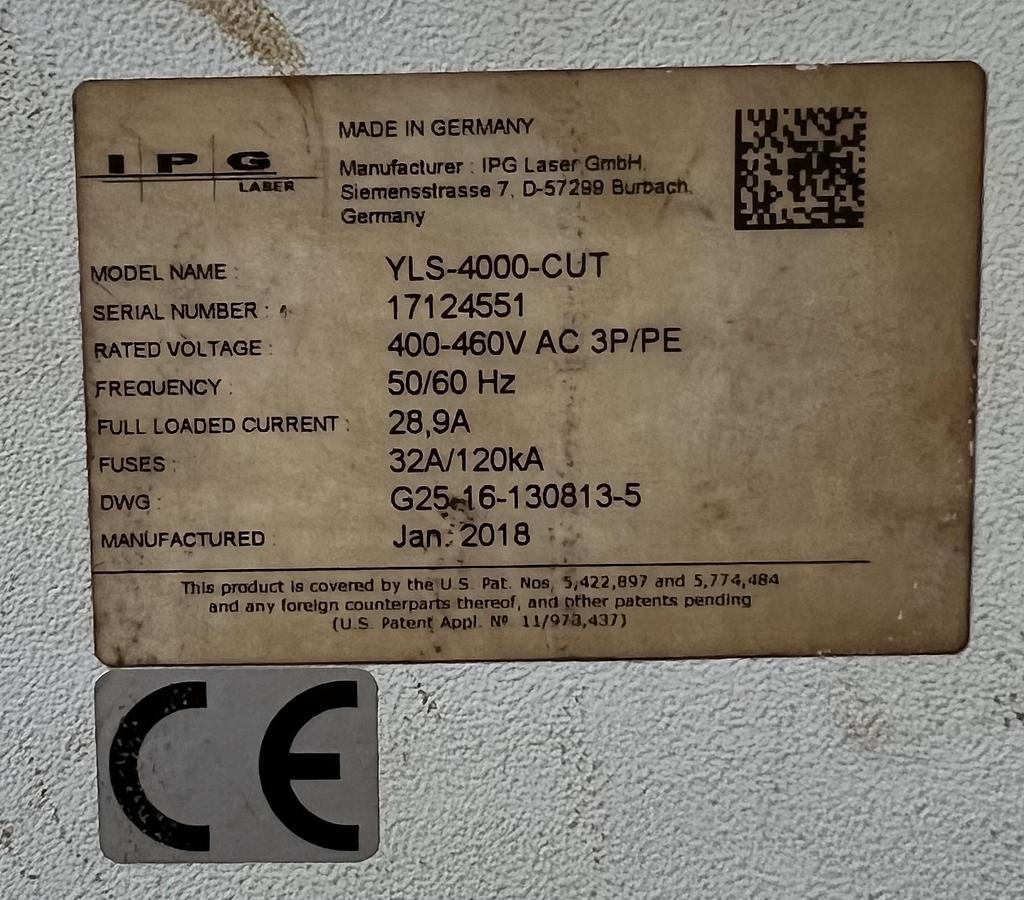 IPG
LASER
MADE IN GERMANY
Manufacturer : IPG Laser GmbH,
Siemensstrasse 7, D-57299 Burbach,
Germany
MODEL NAME : YLS-4000-CUT
SERIAL NUMBER : 17124551
RATED VOLTAGE : 400-460V AC 3P/PE
FREQUENCY : 50/60 Hz
FULL LOADED CURRENT : 28,9A
FUSES : 32A/120kA
DWG : G25-16-130813-5
MANUFACTURED : Jan. 2018
This product is covered by the U.S. Pat. Nos, 5,422,897 and 5,774,484
and any foreign counterparts thereof, and other patents pending
(U.S. Patent Appl. Nº 11/973,437)
CE